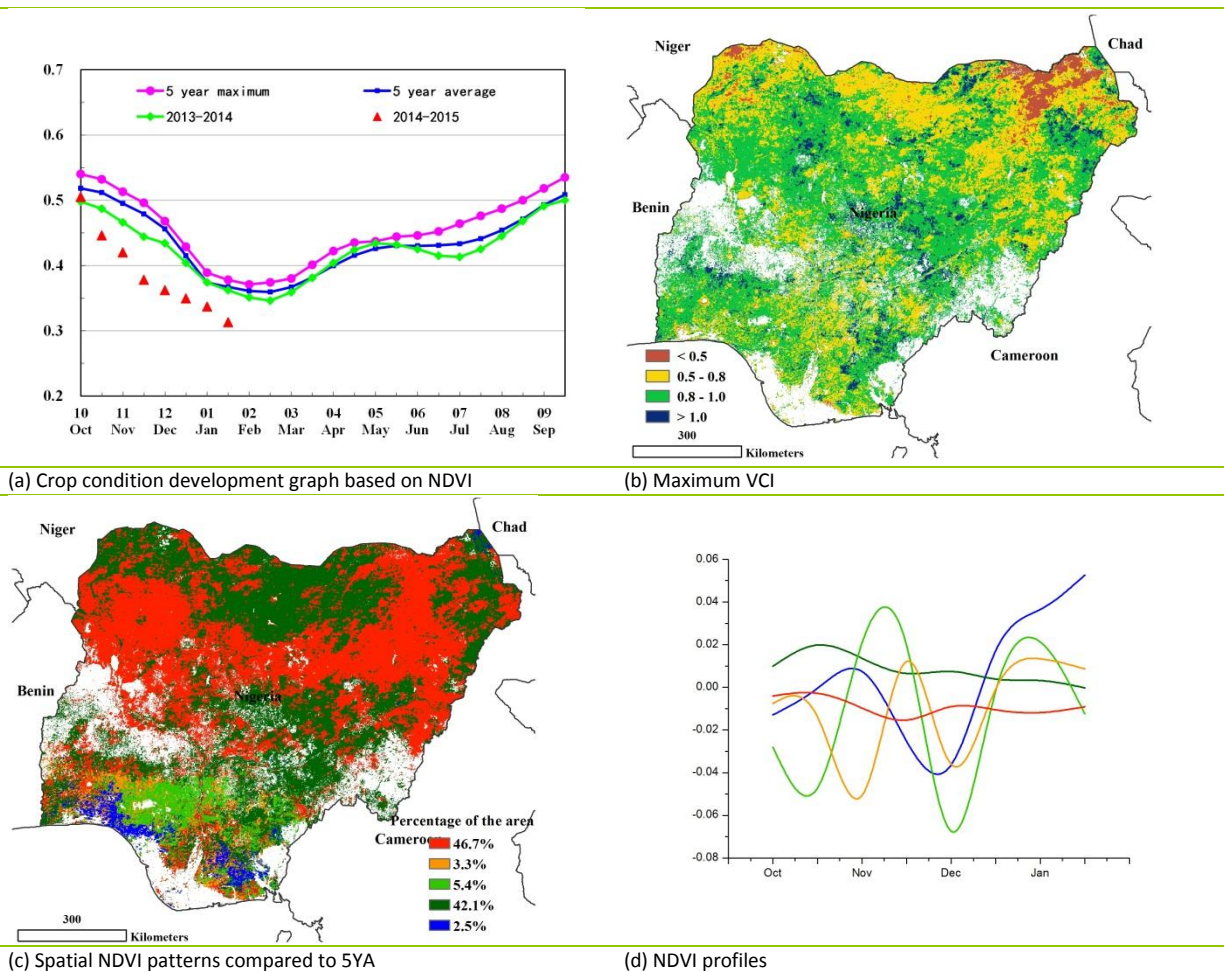 0.7
0.6
0.5
0.4
0.3
0.2
5 year maximum
5 year average
2013-2014
2014-2015
10 11 12 01 02 03 04 05 06 07 08 09
Oct Nov Dec Jan Feb Mar Apr May Jun Jul Aug Sep
Niger
Chad
Benin
Nigeria
Cameroon
< 0.5
0.5 - 0.8
0.8 - 1.0
> 1.0
300
Kilometers
(a) Crop condition development graph based on NDVI
(b) Maximum VCI
Niger
Chad
Benin
Nigeria
Percentage of the area
Cameroon
46.7%
3.3%
5.4%
42.1%
2.5%
300
Kilometers
0.06
0.04
0.02
0.00
-0.02
-0.04
-0.06
-0.08
Oct Nov Dec Jan
(c) Spatial NDVI patterns compared to 5YA
(d) NDVI profiles